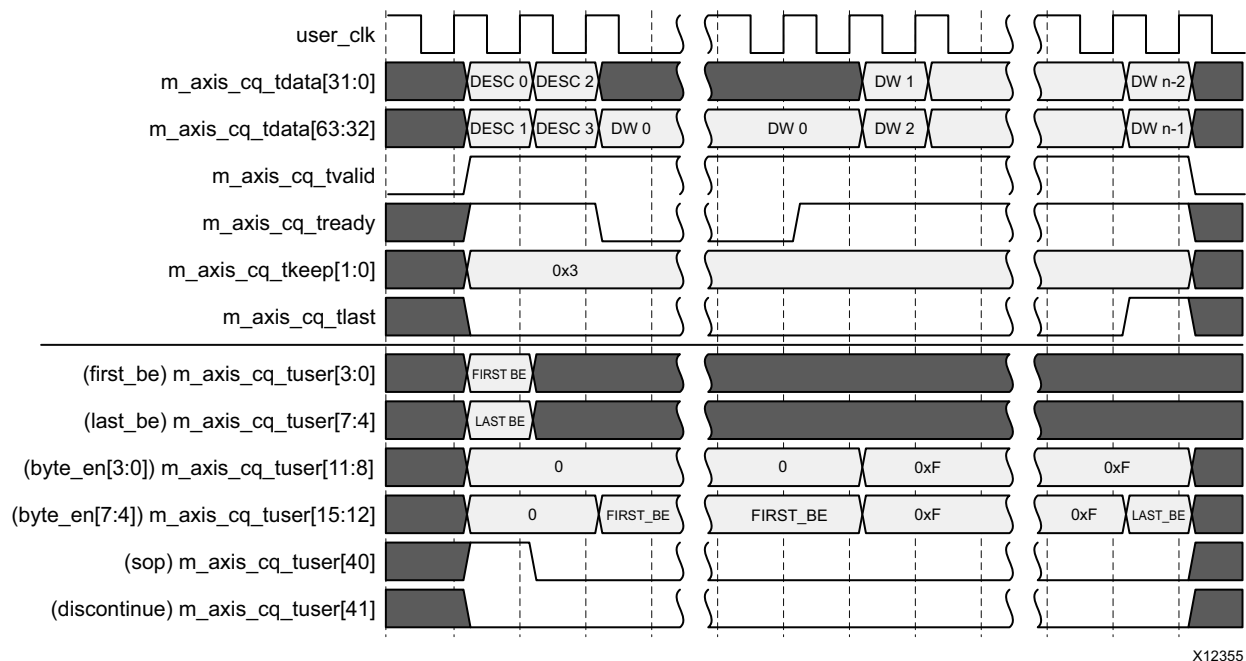 user_clk
m_axis_cq_tdata[31:0] DESC 0 DESC 2 DW 1 DW n-2
m_axis_cq_tdata[63:32] DESC 1 DESC 3 DW 0 DW 0 DW 2 DW n-1
m_axis_cq_tvalid
m_axis_cq_tready
m_axis_cq_tkeep[1:0] 0x3
m_axis_cq_tlast
(first_be) m_axis_cq_tuser[3:0] FIRST BE
(last_be) m_axis_cq_tuser[7:4] LAST BE
(byte_en[3:0]) m_axis_cq_tuser[11:8] 0 0 0xF 0xF
(byte_en[7:4]) m_axis_cq_tuser[15:12] 0 FIRST_BE FIRST_BE 0xF 0xF LAST_BE
(sop) m_axis_cq_tuser[40]
(discontinue) m_axis_cq_tuser[41]
X12355